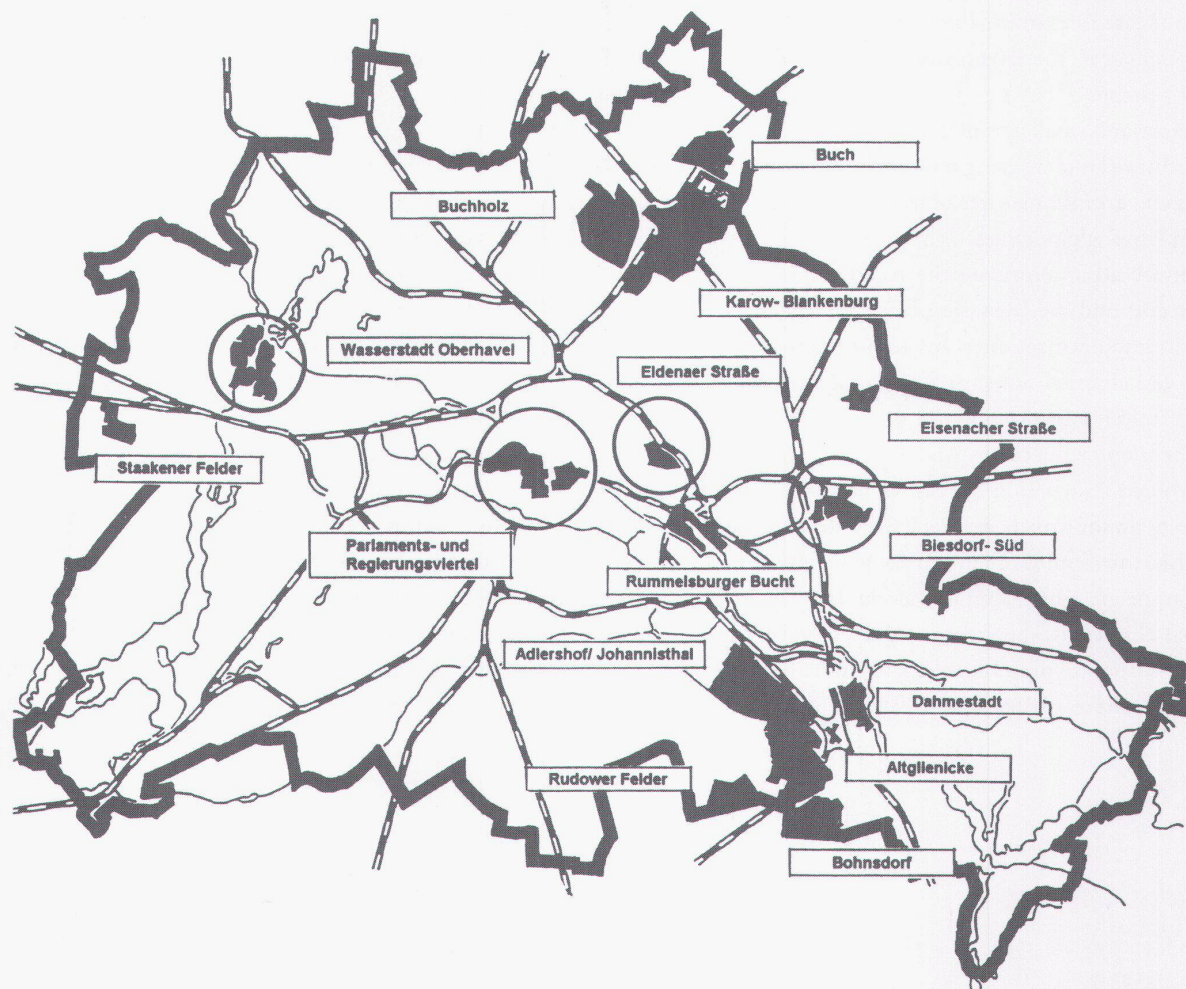 Buch
Buchholz
Karow- Blankenburg
Wasserstadt Oberhavel
Eldenaer Straße
Eisenacher Straße
Staakener Felder
Parlaments- und
Regierungsviertel
Biesdorf- Süd
Rummelsburger Bucht
Adlershof/ Johannisthal
Dahmestadt
Altglienicke
Rudower Felder
Bohnsdorf